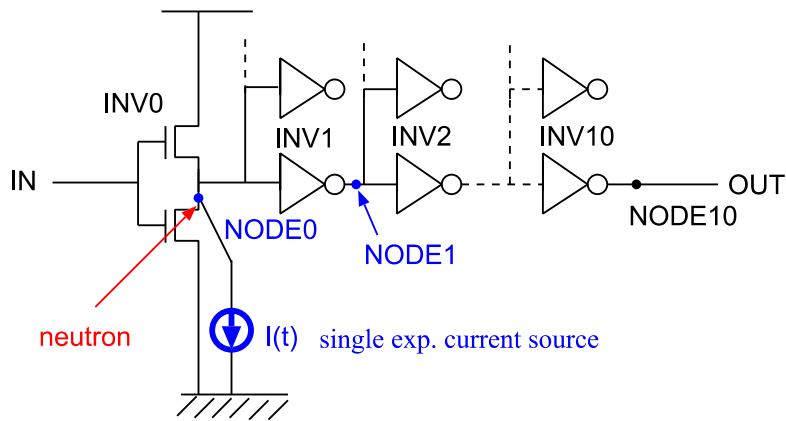 INV0
INV1
INV2
INV10
IN
OUT
NODE0
NODE1
NODE10
neutron
I(t) single exp. current source